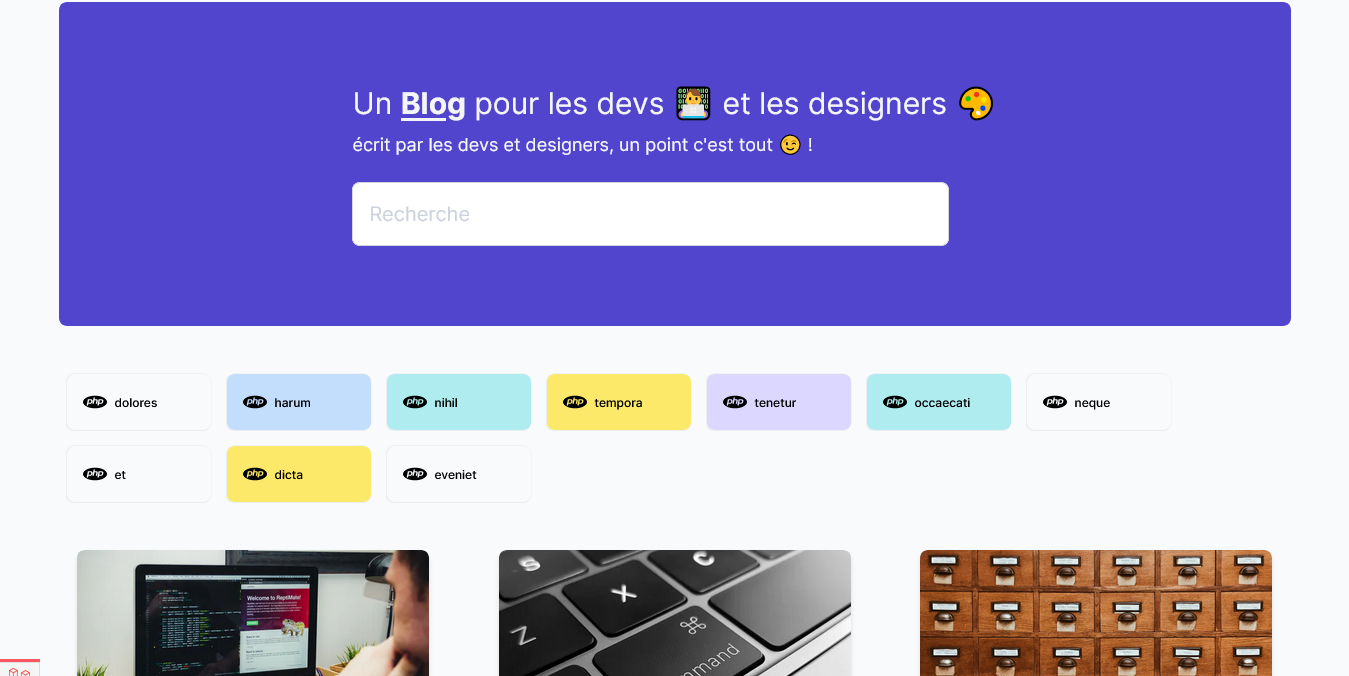 Un Blog pour les devs 👨‍💻 et les designers 🎨
écrit par les devs et designers, un point c'est tout 😉 !
Recherche
php dolores
php harum
php nihil
php tempora
php tenetur
php occaecati
php neque
php et
php dicta
php eveniet
Welcome to ReptiMate!
S
X
C
Z
⌘
mmand